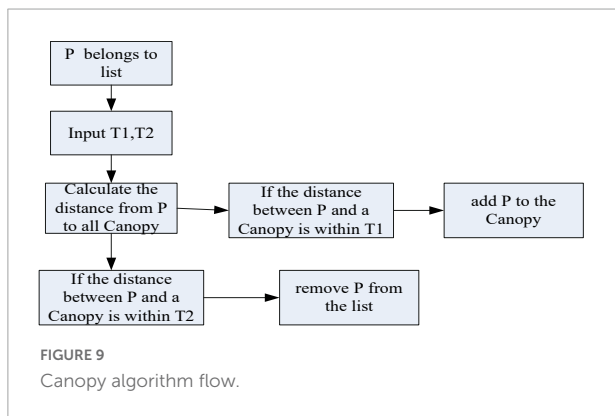 P belongs to
list
Input T1,T2
Calculate the
distance from P
to all Canopy
If the distance
between P and a
Canopy is within T1
add P to the
Canopy
If the distance
between P and a
Canopy is within T2
remove P from
the list
FIGURE 9
Canopy algorithm flow.